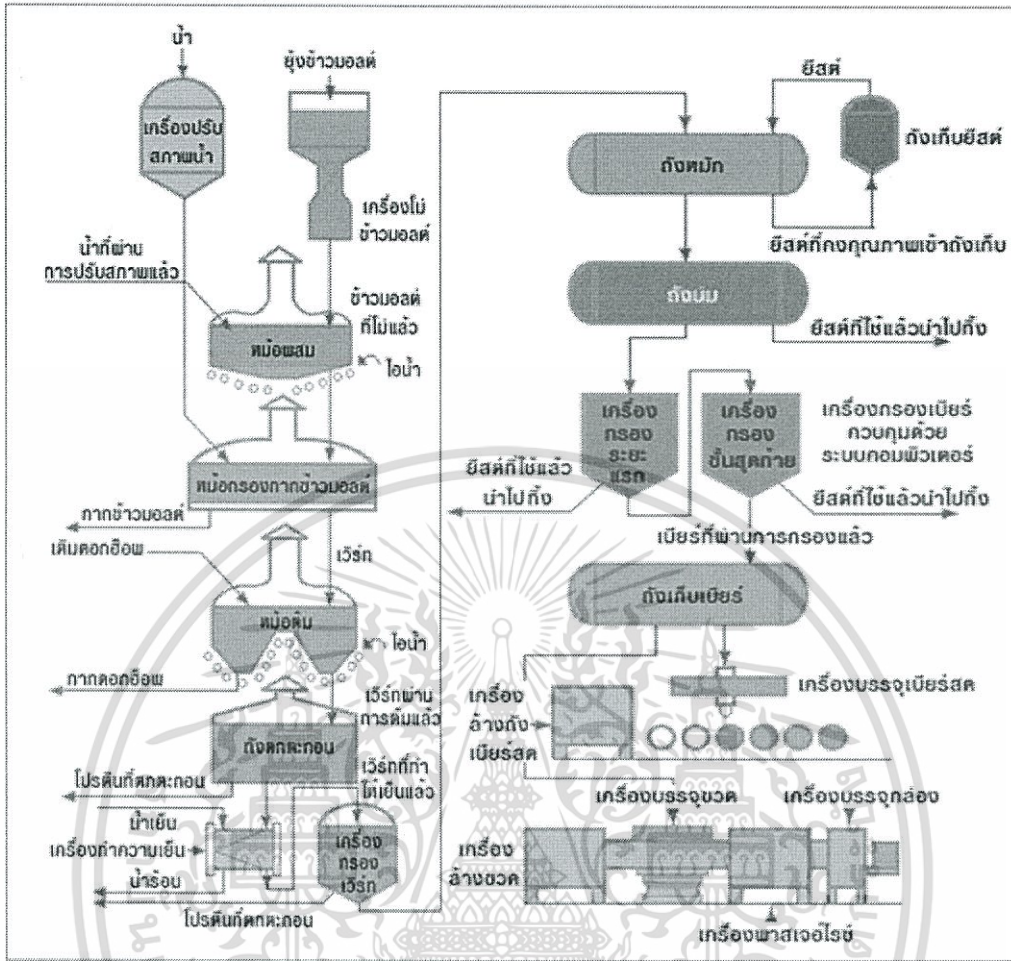 น้ำ
เครื่องปรับ
สภาพน้ำ
ยุ้งข้าวมอลต์
เครื่องโม่
ข้าวมอลต์
น้ำที่ผ่าน
การปรับสภาพแล้ว
ข้าวมอลต์
ที่โม่แล้ว
หม้อผสม
ไอน้ำ
หม้อกรองกากข้าวมอลต์
กากข้าวมอลต์
เติมดอกฮ็อพ
เวิร์ท
หม้อต้ม
ไอน้ำ
กากดอกฮ็อพ
เวิร์ทผ่าน
การต้มแล้ว
ถังตกตะกอน
โปรตีนที่ตกตะกอน
เวิร์ทที่ทำ
ให้เย็นแล้ว
น้ำเย็น
เครื่องทำความเย็น
น้ำร้อน
เครื่อง
กรอง
เวิร์ท
โปรตีนที่ตกตะกอน
ยีสต์
ถังหมัก
ถังเก็บยีสต์
ยีสต์ที่คงคุณภาพเข้าถังเก็บ
ถังบ่ม
ยีสต์ที่ใช้แล้วนำไปทิ้ง
เครื่อง
กรอง
ระยะ
แรก
เครื่อง
กรอง
ขั้นสุดท้าย
เครื่องกรองเบียร์
ควบคุมด้วย
ระบบคอมพิวเตอร์
ยีสต์ที่ใช้แล้ว
นำไปทิ้ง
ยีสต์ที่ใช้แล้วนำไปทิ้ง
เบียร์ที่ผ่านการกรองแล้ว
ถังเก็บเบียร์
เครื่อง
ล้างถัง
เบียร์สด
เครื่องบรรจุเบียร์สด
เครื่องบรรจุขวด
เครื่องบรรจุกล่อง
เครื่อง
ล้างขวด
เครื่องพาสเจอไรซ์